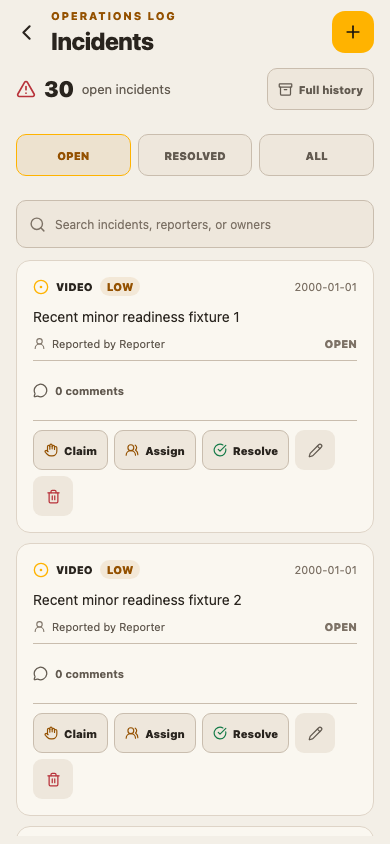 OPERATIONS LOG
Incidents
30 open incidents
Full history
OPEN
RESOLVED
ALL
Search incidents, reporters, or owners
VIDEO LOW 2000-01-01
Recent minor readiness fixture 1
Reported by Reporter OPEN
0 comments
Claim Assign Resolve
VIDEO LOW 2000-01-01
Recent minor readiness fixture 2
Reported by Reporter OPEN
0 comments
Claim Assign Resolve